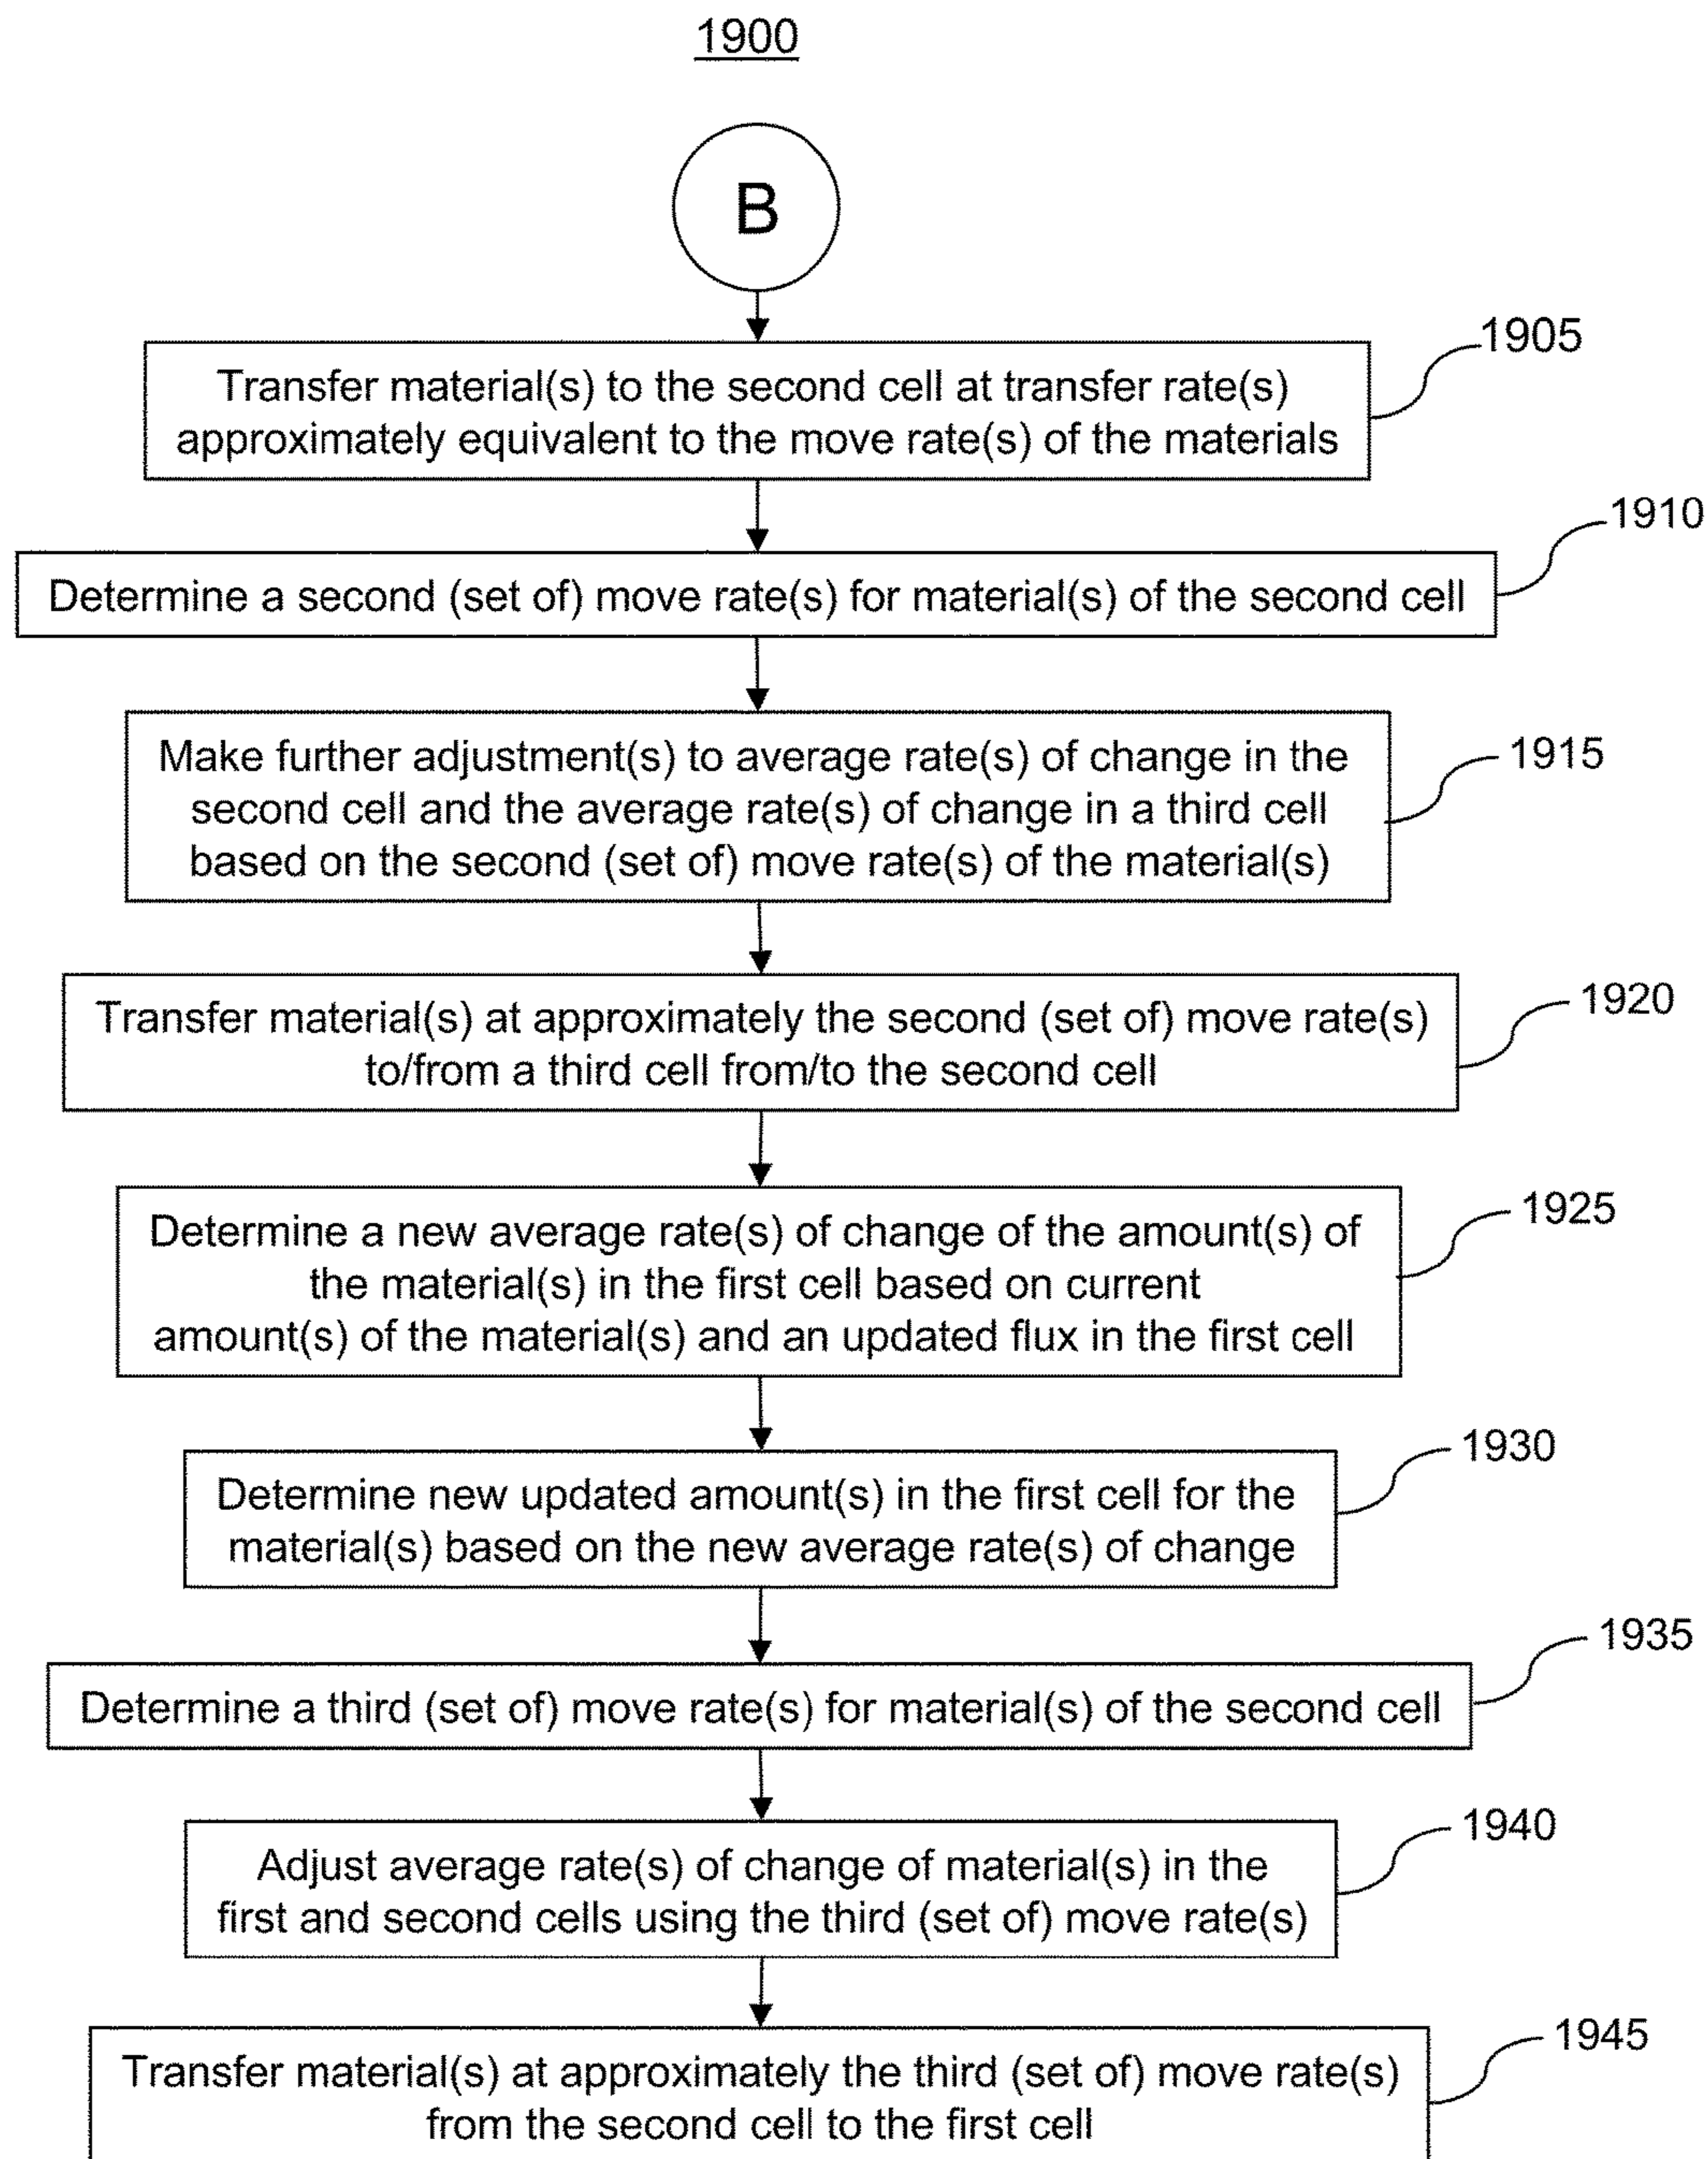 1900
B
1905
Transfer material(s) to the second cell at transfer rate(s)
approximately equivalent to the move rate(s) of the materials
1910
Determine a second (set of) move rate(s) for material(s) of the second cell
1915
Make further adjustment(s) to average rate(s) of change in the
second cell and the average rate(s) of change in a third cell
based on the second (set of) move rate(s) of the material(s)
1920
Transfer material(s) at approximately the second (set of) move rate(s)
to/from a third cell from/to the second cell
1925
Determine a new average rate(s) of change of the amount(s) of
the material(s) in the first cell based on current
amount(s) of the material(s) and an updated flux in the first cell
1930
Determine new updated amount(s) in the first cell for the
material(s) based on the new average rate(s) of change
1935
Determine a third (set of) move rate(s) for material(s) of the second cell
1940
Adjust average rate(s) of change of material(s) in the
first and second cells using the third (set of) move rate(s)
1945
Transfer material(s) at approximately the third (set of) move rate(s)
from the second cell to the first cell